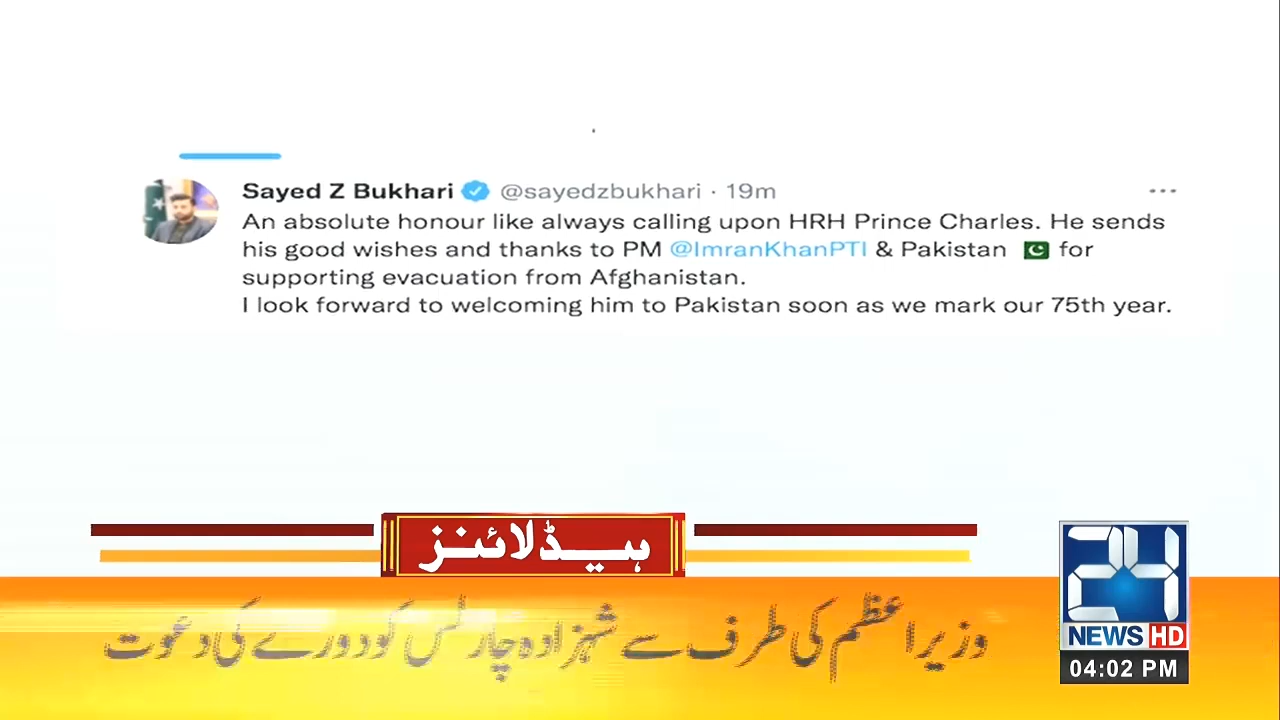 Sayed Z Bukhari @sayedzbukhari · 19m
An absolute honour like always calling upon HRH Prince Charles. He sends
his good wishes and thanks to PM @ImranKhanPTI & Pakistan 🇵🇰 for
supporting evacuation from Afghanistan.
I look forward to welcoming him to Pakistan soon as we mark our 75th year.
ہیڈلائنز
وزیراعظم کی طرف سے شہزادہ چارلس کو دورے کی دعوت
24
NEWS HD
04:02 PM